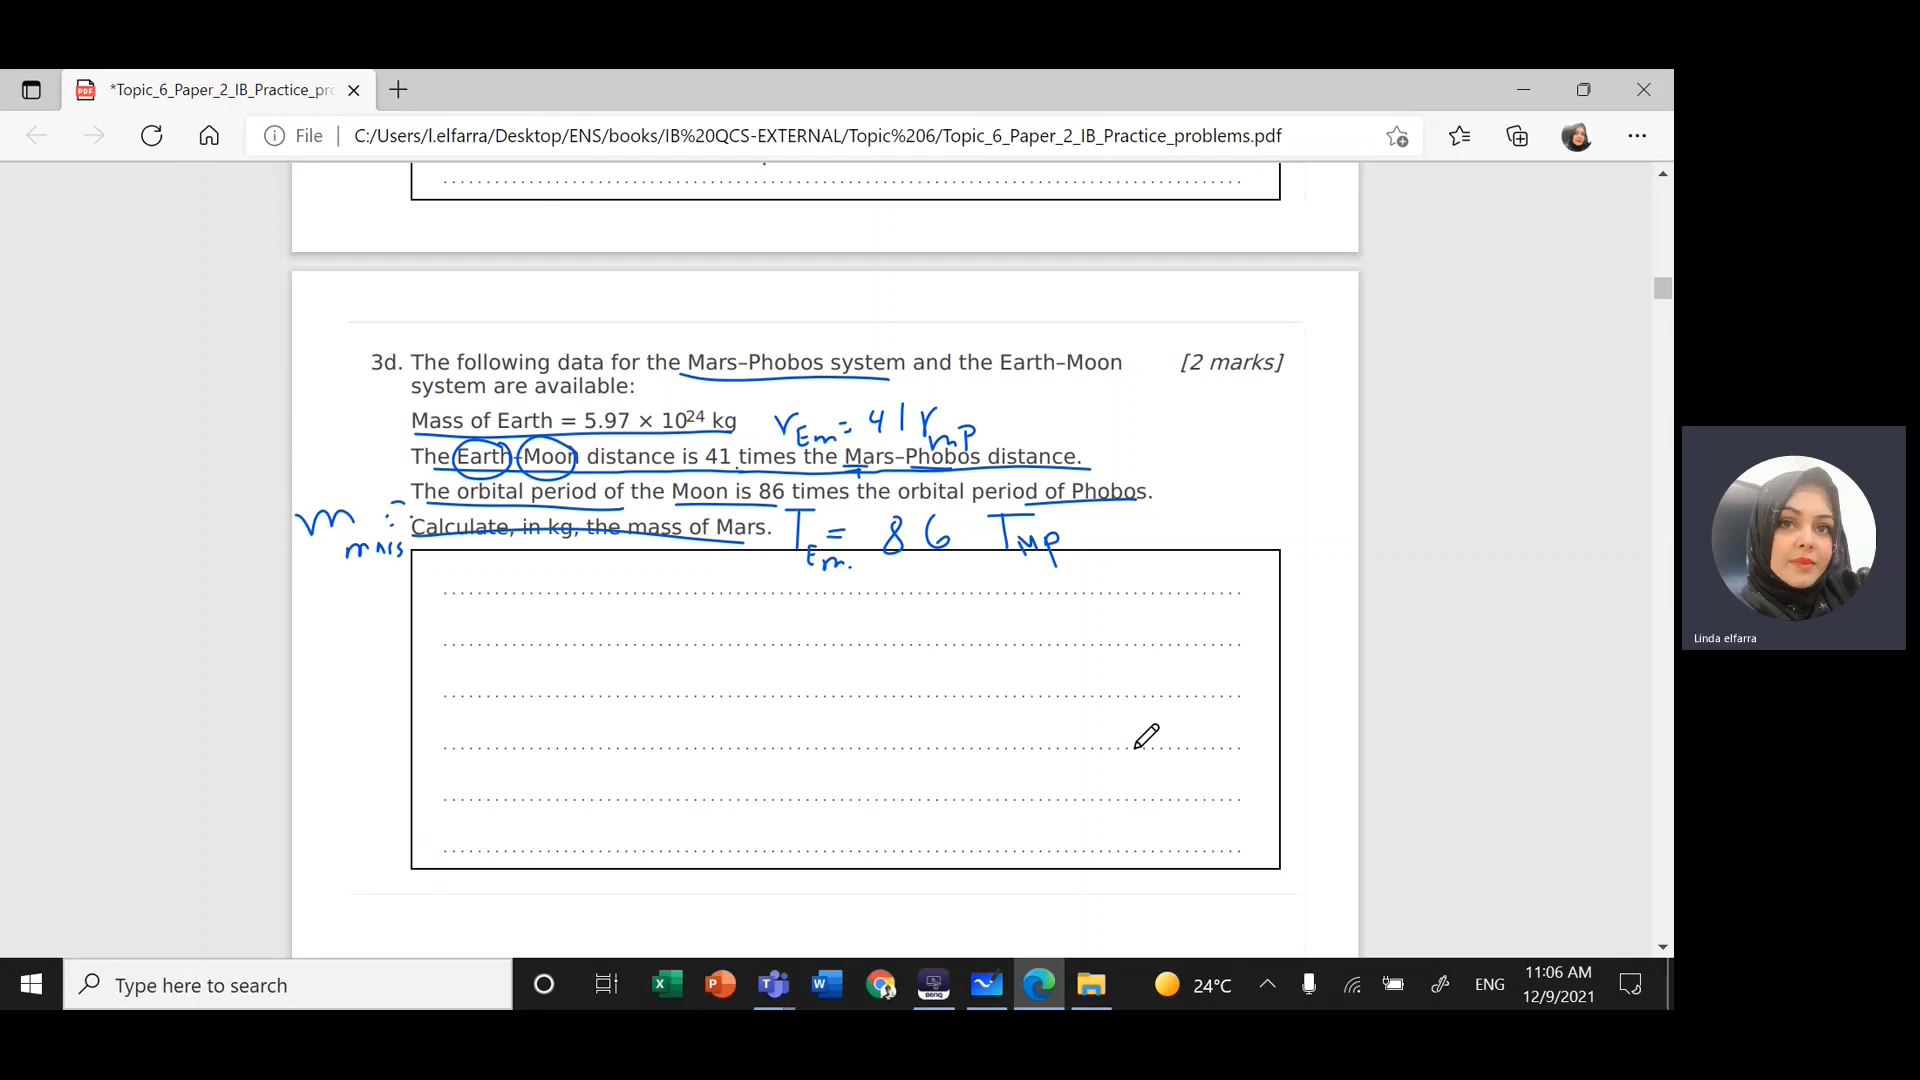 *Topic_6_Paper_2_IB_Practice_pro
File
C:/Users/l.elfarra/Desktop/ENS/books/IB%20QCS-EXTERNAL/Topic%206/Topic_6_Paper_2_IB_Practice_problems.pdf
3d. The following data for the Mars–Phobos system and the Earth–Moon [2 marks]
system are available:
Mass of Earth = 5.97 × 10²⁴ kg r_Em = 41 r_mp
The Earth–Moon distance is 41 times the Mars–Phobos distance.
The orbital period of the Moon is 86 times the orbital period of Phobos.
m_mars = Calculate, in kg, the mass of Mars. T_Em. = 86 T_MP
Linda elfarra
Type here to search
BENQ
24°C
ENG
11:06 AM
12/9/2021